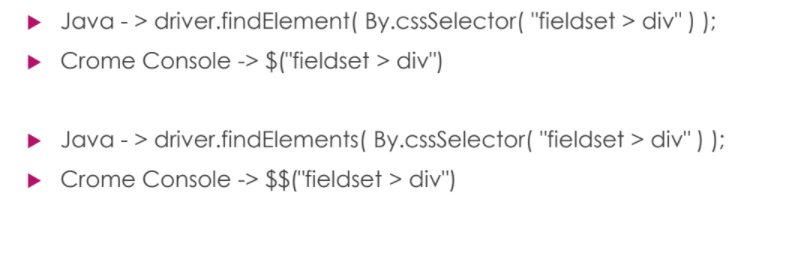 Java - > driver.findElement( By.cssSelector( "fieldset > div" ) );
Crome Console -> $("fieldset > div")
Java - > driver.findElements( By.cssSelector( "fieldset > div" ) );
Crome Console -> $$("fieldset > div")